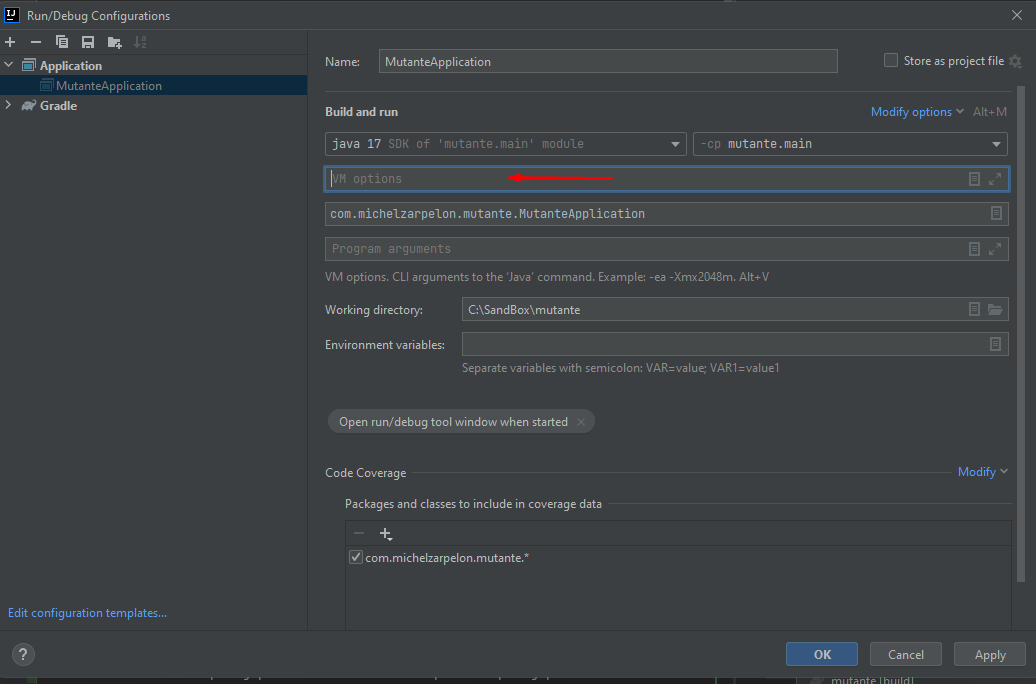 Run/Debug Configurations
Application
MutanteApplication
Gradle
Edit configuration templates...
Name: MutanteApplication Store as project file
Build and run Modify options Alt+M
java 17 SDK of 'mutante.main' module -cp mutante.main
VM options
com.michelzarpelon.mutante.MutanteApplication
Program arguments
VM options. CLI arguments to the 'Java' command. Example: -ea -Xmx2048m. Alt+V
Working directory: C:\SandBox\mutante
Environment variables:
Separate variables with semicolon: VAR=value; VAR1=value1
Open run/debug tool window when started
Code Coverage Modify
Packages and classes to include in coverage data
com.michelzarpelon.mutante.*
? OK Cancel Apply
mutante [build]